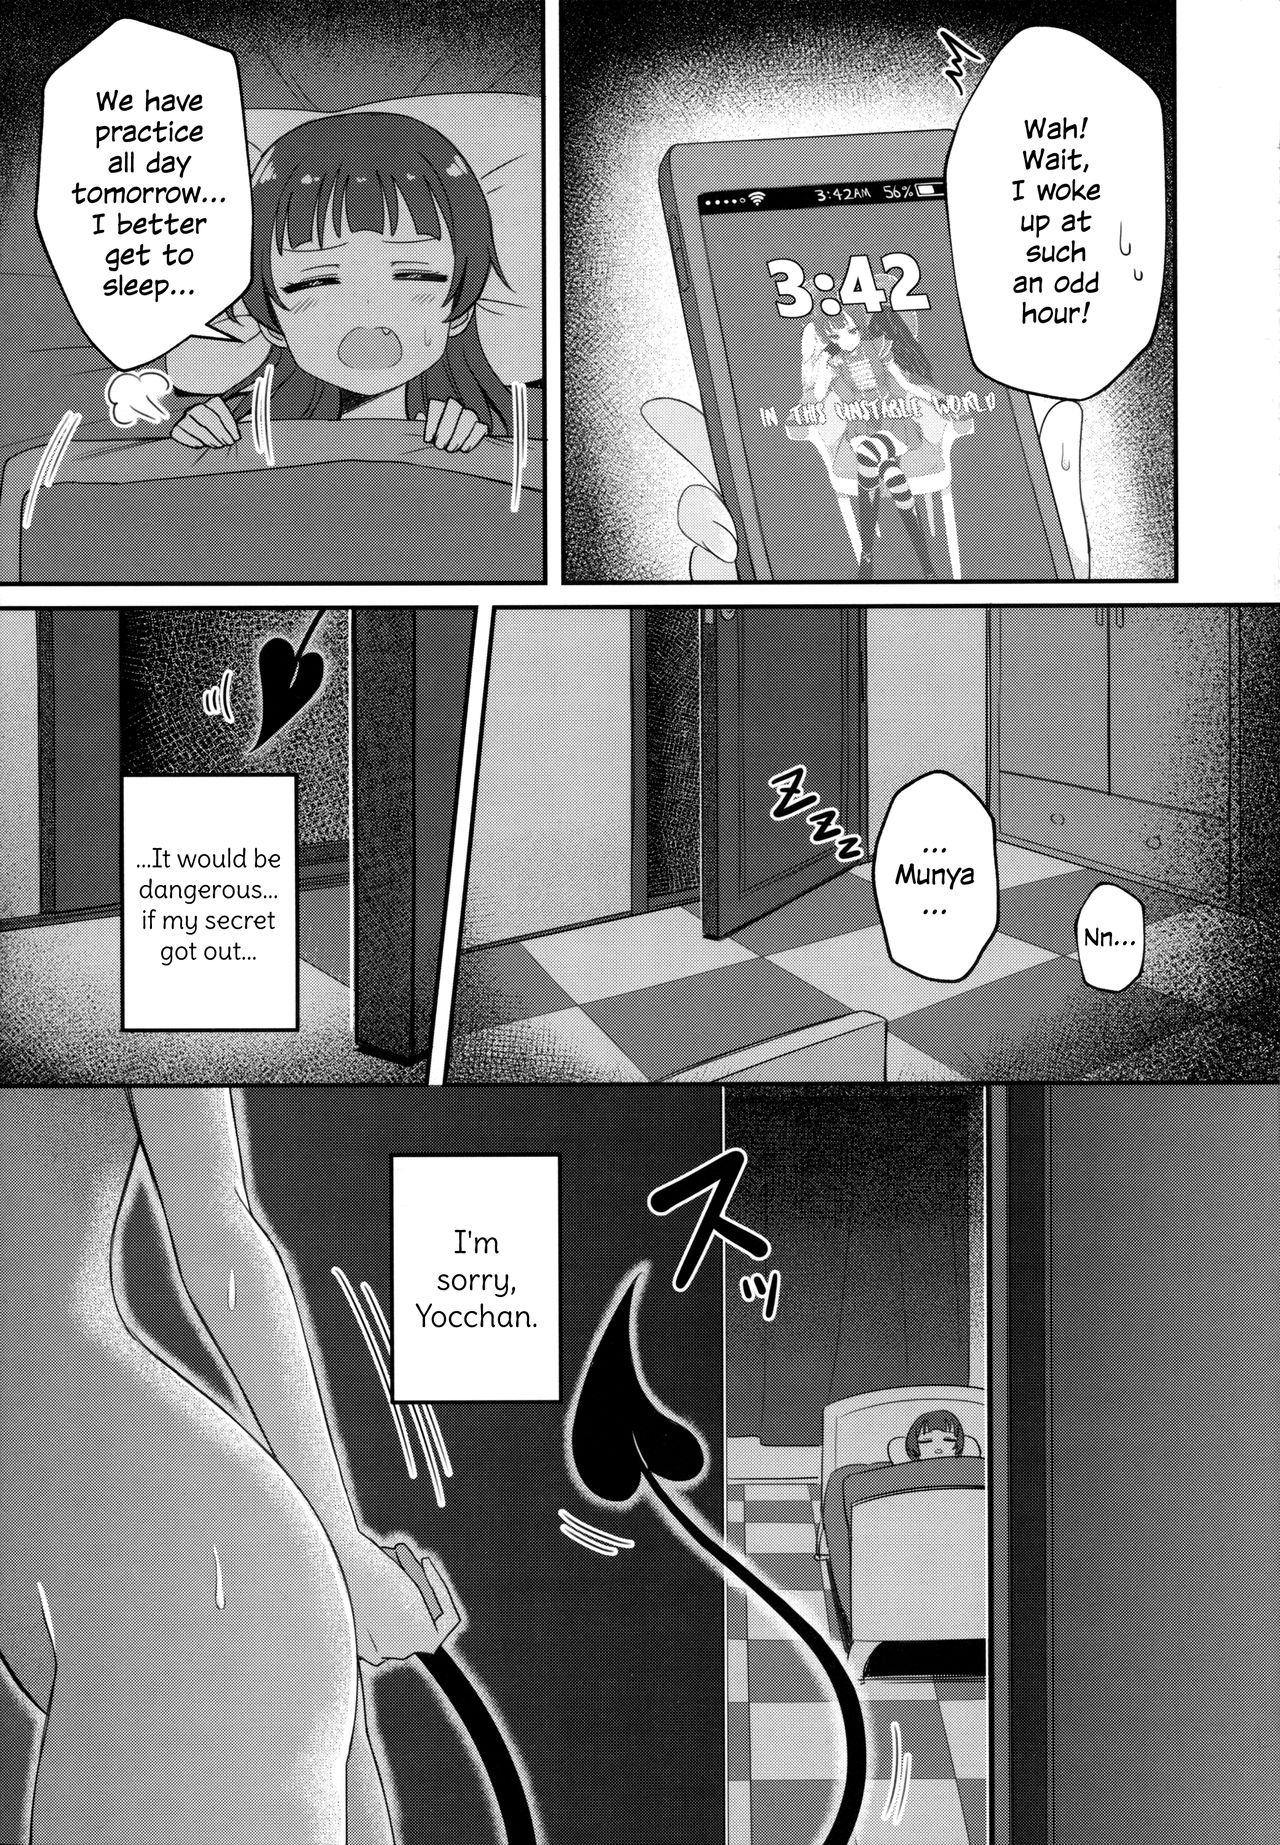 Wah!
Wait,
I woke
up at
such
an odd
hour!
3:42AM 56%
3:42
IN THIS UNSTABLE WORLD
We have
practice
all day
tomorrow...
I better
get to
sleep...
Nn...
...
Munya
...
Z z z
...It would be
dangerous...
if my secret
got out...
スッ
I'm
sorry,
Yocchan.